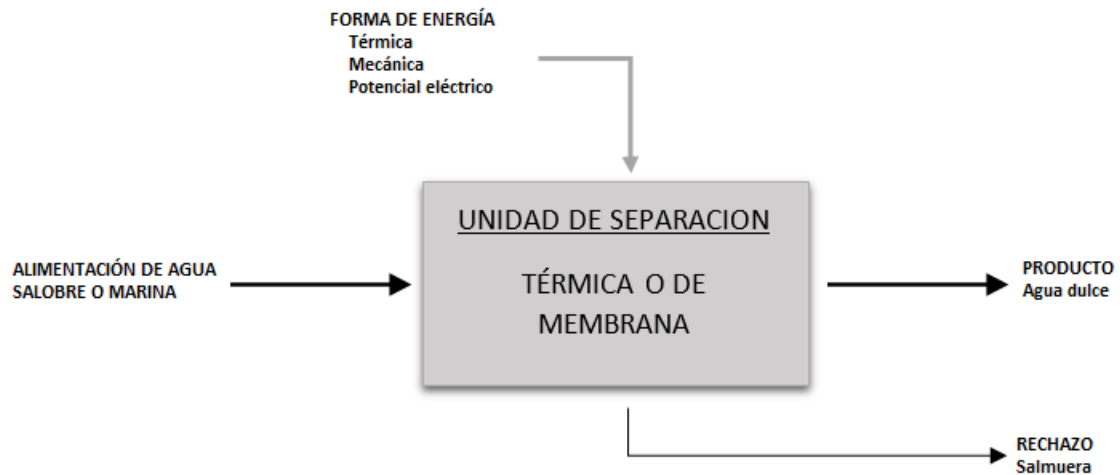 FORMA DE ENERGÍA
Térmica
Mecánica
Potencial eléctrico
UNIDAD DE SEPARACION
TÉRMICA O DE
MEMBRANA
ALIMENTACIÓN DE AGUA
SALOBRE O MARINA
PRODUCTO
Agua dulce
RECHAZO
Salmuera